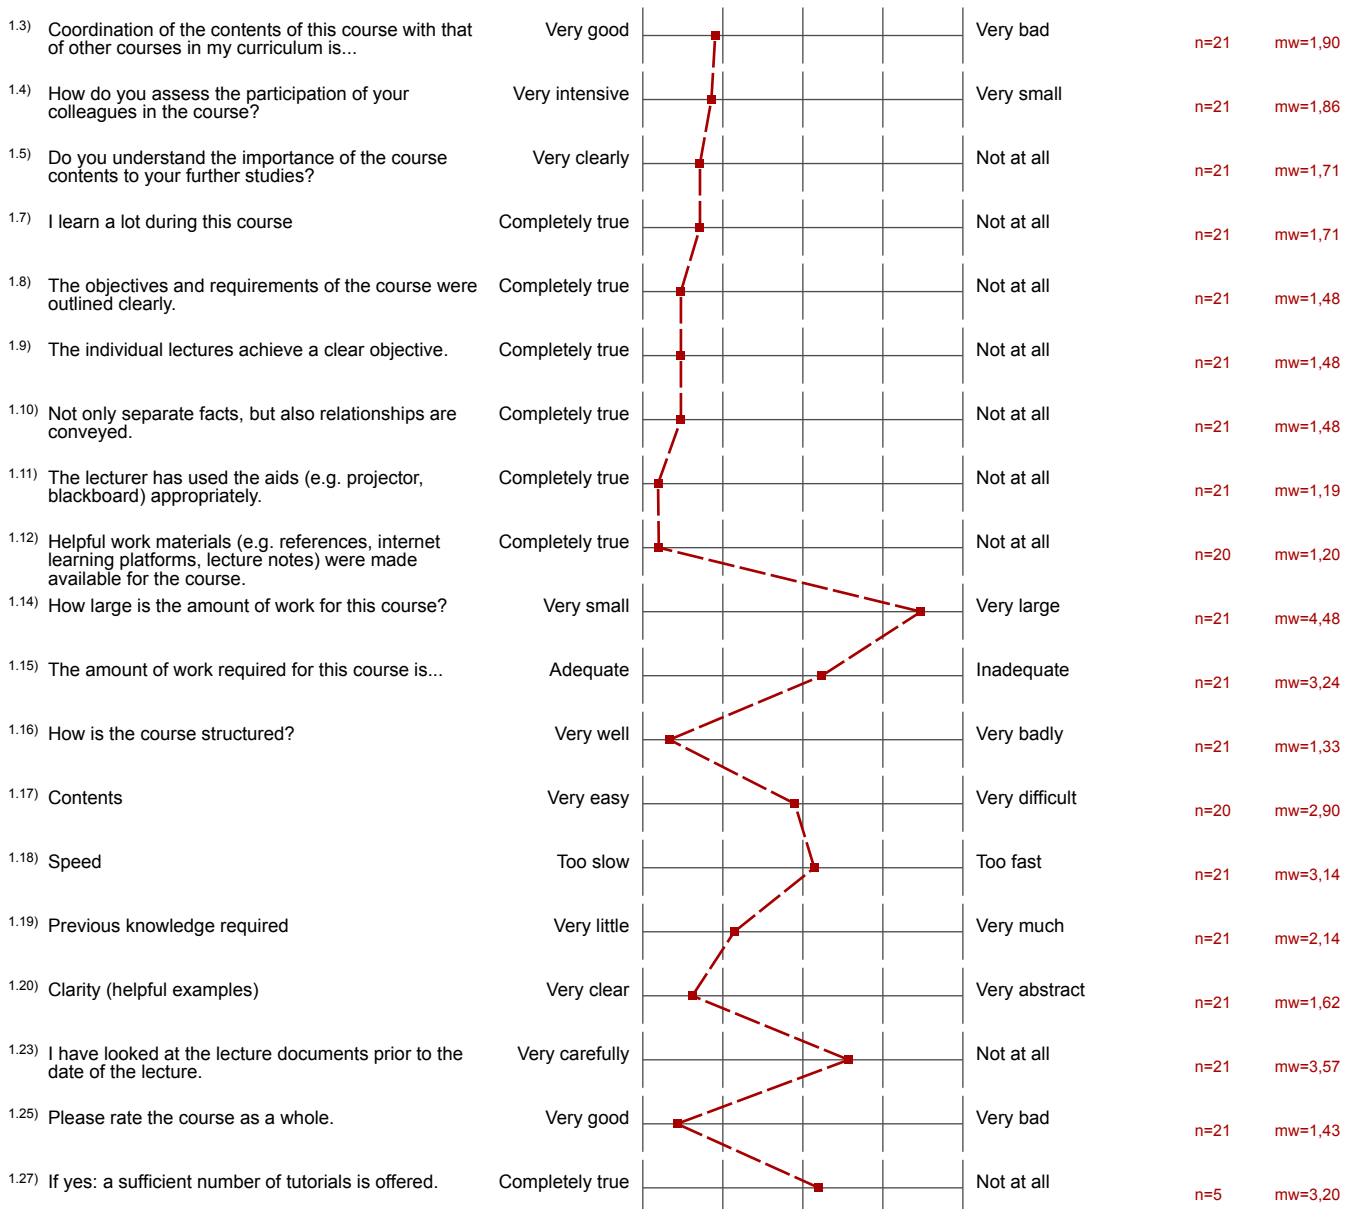 1.3) Coordination of the contents of this course with that of other courses in my curriculum is... Very good Very bad n=21 mw=1,90
1.4) How do you assess the participation of your colleagues in the course? Very intensive Very small n=21 mw=1,86
1.5) Do you understand the importance of the course contents to your further studies? Very clearly Not at all n=21 mw=1,71
1.7) I learn a lot during this course Completely true Not at all n=21 mw=1,71
1.8) The objectives and requirements of the course were outlined clearly. Completely true Not at all n=21 mw=1,48
1.9) The individual lectures achieve a clear objective. Completely true Not at all n=21 mw=1,48
1.10) Not only separate facts, but also relationships are conveyed. Completely true Not at all n=21 mw=1,48
1.11) The lecturer has used the aids (e.g. projector, blackboard) appropriately. Completely true Not at all n=21 mw=1,19
1.12) Helpful work materials (e.g. references, internet learning platforms, lecture notes) were made available for the course. Completely true Not at all n=20 mw=1,20
1.14) How large is the amount of work for this course? Very small Very large n=21 mw=4,48
1.15) The amount of work required for this course is... Adequate Inadequate n=21 mw=3,24
1.16) How is the course structured? Very well Very badly n=21 mw=1,33
1.17) Contents Very easy Very difficult n=20 mw=2,90
1.18) Speed Too slow Too fast n=21 mw=3,14
1.19) Previous knowledge required Very little Very much n=21 mw=2,14
1.20) Clarity (helpful examples) Very clear Very abstract n=21 mw=1,62
1.23) I have looked at the lecture documents prior to the date of the lecture. Very carefully Not at all n=21 mw=3,57
1.25) Please rate the course as a whole. Very good Very bad n=21 mw=1,43
1.27) If yes: a sufficient number of tutorials is offered. Completely true Not at all n=5 mw=3,20